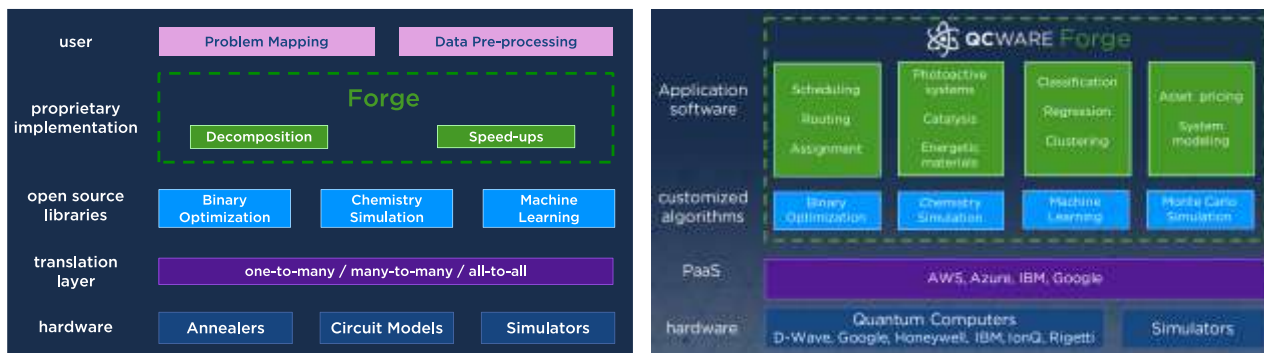 user
Problem Mapping
Data Pre-processing
proprietary
implementation
Forge
Decomposition
Speed-ups
open source
libraries
Binary
Optimization
Chemistry
Simulation
Machine
Learning
translation
layer
one-to-many / many-to-many / all-to-all
hardware
Annealers
Circuit Models
Simulators
QCWARE Forge
Application
software
Scheduling
Routing
Assignment
Photoactive
systems
Catalysis
Energetic
materials
Classification
Regression
Clustering
Asset pricing
System
modeling
customized
algorithms
Binary
Optimization
Chemistry
Simulation
Machine
Learning
Monte Carlo
Simulation
PaaS
AWS, Azure, IBM, Google
hardware
Quantum Computers
D-Wave, Google, Honeywell, IBM, IonQ, Rigetti
Simulators